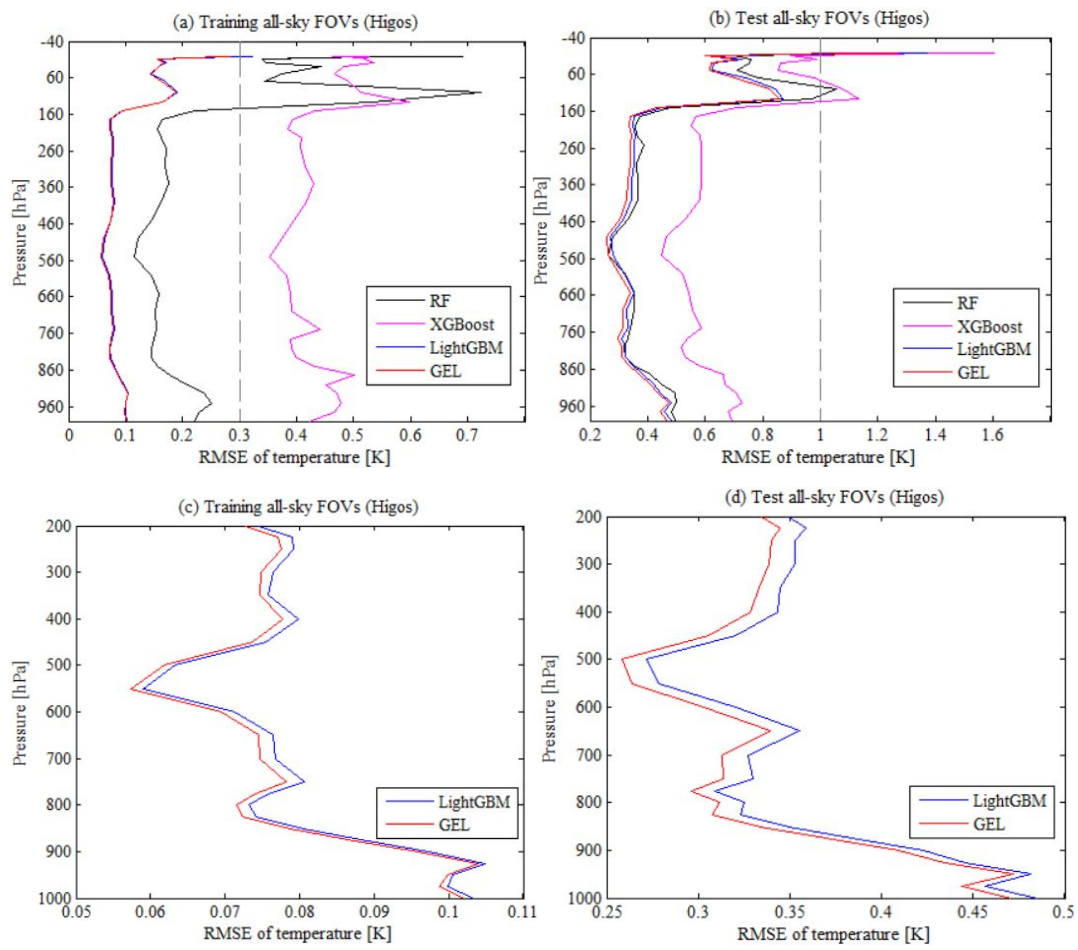 (a) Training all-sky FOVs (Higos)
-40
60
160
260
360
460
560
660
760
860
960
Pressure [hPa]
RF
XGBoost
LightGBM
GEL
0 0.1 0.2 0.3 0.4 0.5 0.6 0.7
RMSE of temperature [K]
(b) Test all-sky FOVs (Higos)
-40
60
160
260
360
460
560
660
760
860
960
Pressure [hPa]
RF
XGBoost
LightGBM
GEL
0.2 0.4 0.6 0.8 1 1.2 1.4 1.6
RMSE of temperature [K]
(c) Training all-sky FOVs (Higos)
200
300
400
500
600
700
800
900
1000
Pressure [hPa]
LightGBM
GEL
0.05 0.06 0.07 0.08 0.09 0.1 0.11
RMSE of temperature [K]
(d) Test all-sky FOVs (Higos)
200
300
400
500
600
700
800
900
1000
Pressure [hPa]
LightGBM
GEL
0.25 0.3 0.35 0.4 0.45 0.5
RMSE of temperature [K]